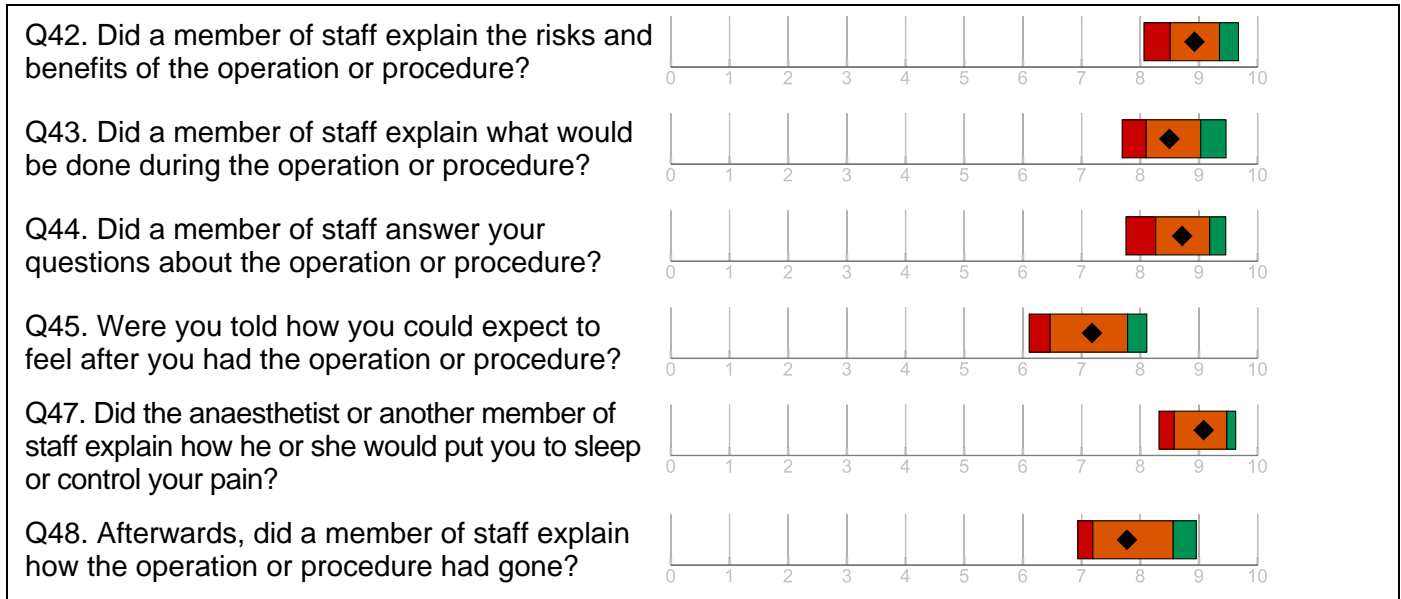 Q42. Did a member of staff explain the risks and
benefits of the operation or procedure?
0 1 2 3 4 5 6 7 8 9 10
Q43. Did a member of staff explain what would
be done during the operation or procedure?
0 1 2 3 4 5 6 7 8 9 10
Q44. Did a member of staff answer your
questions about the operation or procedure?
0 1 2 3 4 5 6 7 8 9 10
Q45. Were you told how you could expect to
feel after you had the operation or procedure?
0 1 2 3 4 5 6 7 8 9 10
Q47. Did the anaesthetist or another member of
staff explain how he or she would put you to sleep
or control your pain?
0 1 2 3 4 5 6 7 8 9 10
Q48. Afterwards, did a member of staff explain
how the operation or procedure had gone?
0 1 2 3 4 5 6 7 8 9 10